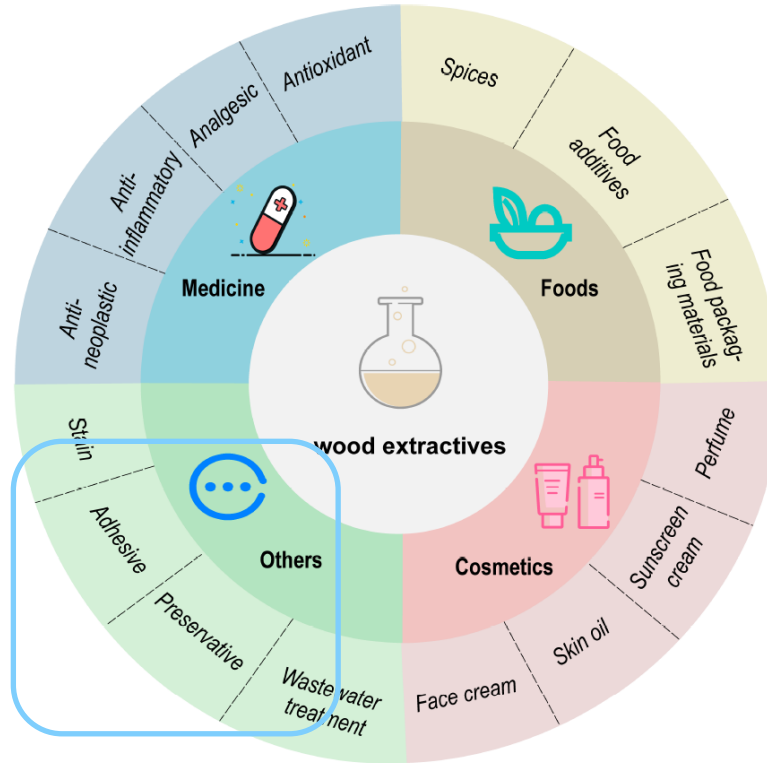 Antioxidant
Analgesic
Anti-
inflammatory
Anti-
neoplastic
Medicine
Spices
Food
additives
Food packag-
ing materials
Foods
wood extractives
Stain
Adhesive
Preservative
Wastewater
treatment
Others
Perfume
Sunscreen
cream
Skin oil
Face cream
Cosmetics